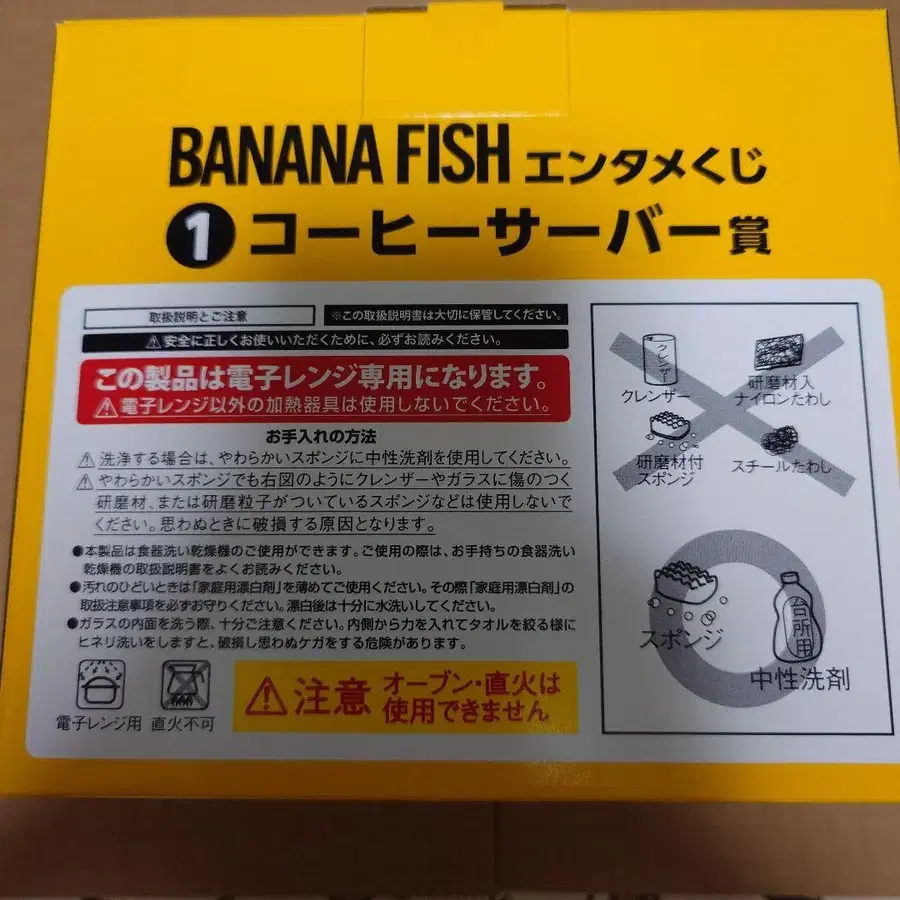 BANANA FISH エンタメくじ
1 コーヒーサーバー賞
取扱説明とご注意
※この取扱説明書は大切に保管してください。
⚠安全に正しくお使いいただくために、必ずお読みください。
この製品は電子レンジ専用になります。
⚠電子レンジ以外の加熱器具は使用しないでください。
お手入れの方法
⚠洗浄する場合は、やわらかいスポンジに中性洗剤を使用してください。
⚠やわらかいスポンジでも右図のようにクレンザーやガラスに傷のつく
研磨材、または研磨粒子がついているスポンジなどは使用しないで
ください。思わぬときに破損する原因となります。
●本製品は食器洗い乾燥機のご使用ができます。ご使用の際は、お手持ちの食器洗い
乾燥機の取扱説明書をよくお読みください。
●汚れのひどいときは「家庭用漂白剤」を薄めてご使用ください。その際「家庭用漂白剤」の
取扱注意事項を必ずお守りください。漂白後は十分に水洗いしてください。
●ガラスの内面を洗う際、十分ご注意ください。内側から力を入れてタオルを絞る様に
ヒネリ洗いをしますと、破損し思わぬケガをする危険があります。
電子レンジ用
直火不可
⚠注意
オーブン・直火は
使用できません
クレンザー
クレンザー
研磨材入
ナイロンたわし
研磨材付
スポンジ
スチールたわし
スポンジ
台所用
中性洗剤